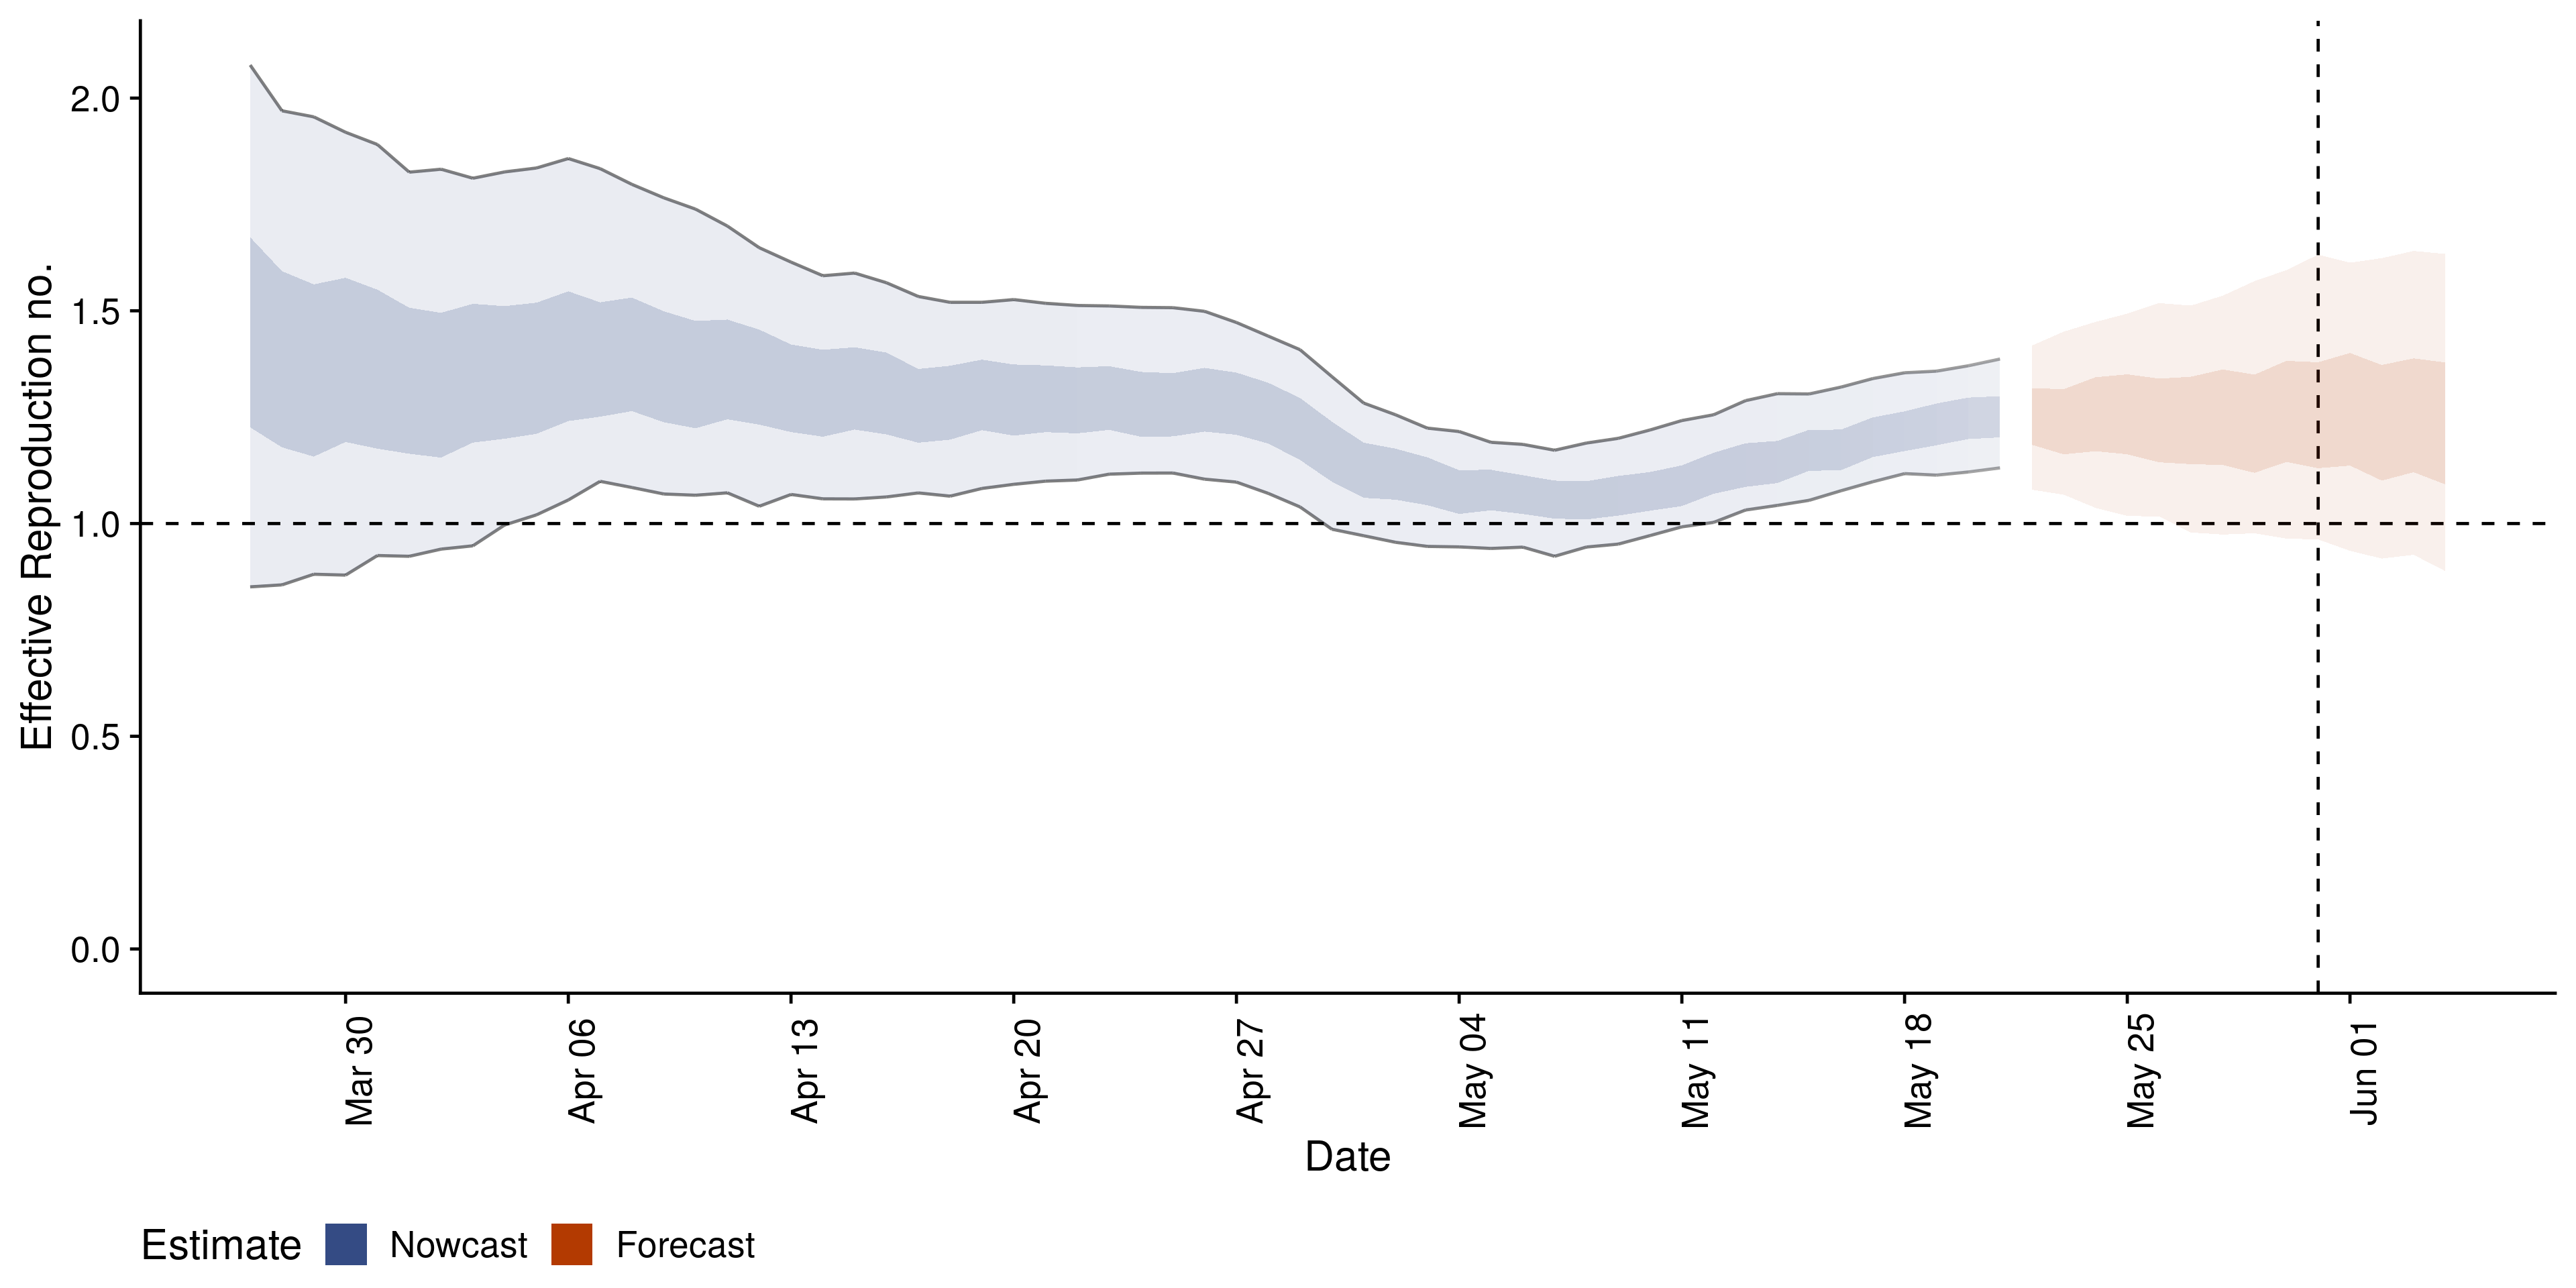 Effective Reproduction no.
2.0
1.5
1.0
0.5
0.0
Mar 30
Apr 06
Apr 13
Apr 20
Apr 27
May 04
May 11
May 18
May 25
Jun 01
Date
Estimate Nowcast Forecast